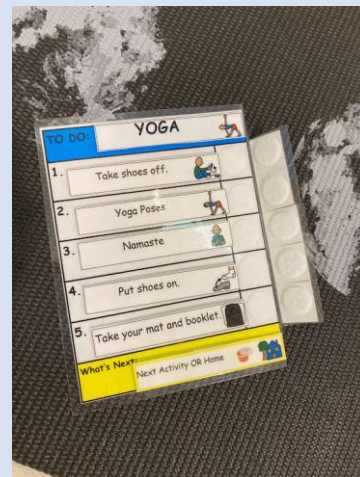 TO DO: YOGA
1. Take shoes off.
2. Yoga Poses
3. Namaste
4. Put shoes on.
5. Take your mat and booklet.
What's Next: Next Activity OR Home